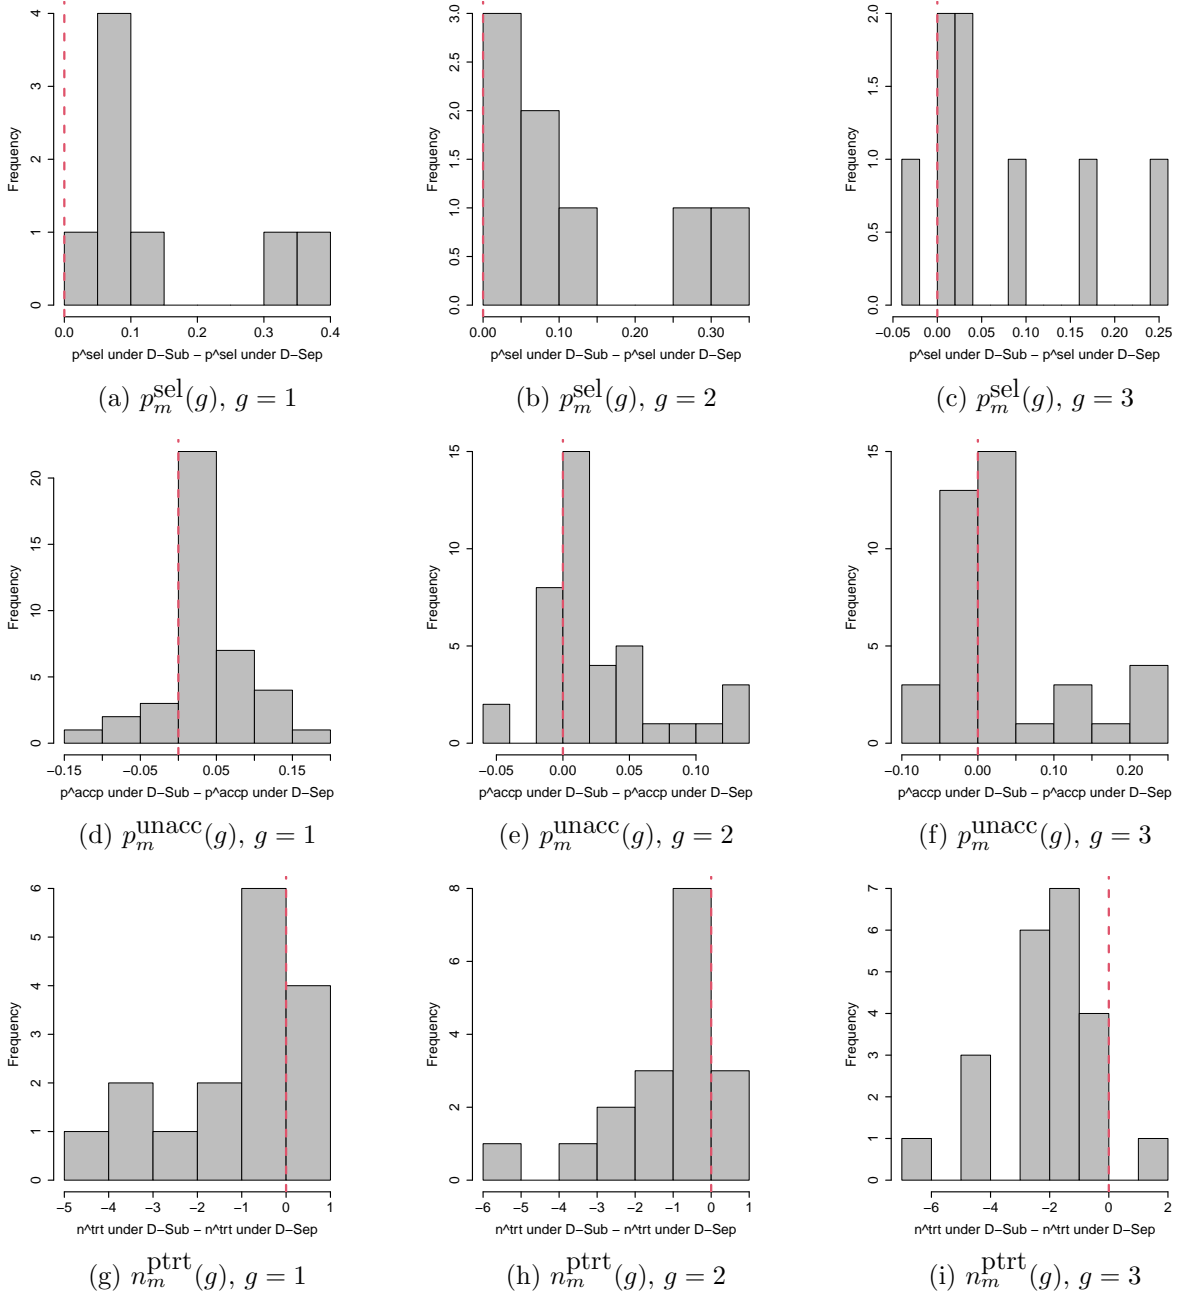 Frequency
0 1 2 3 4
0.0 0.1 0.2 0.3 0.4
p^sel under D−Sub − p^sel under D−Sep
(a) p_m^sel(g), g = 1
Frequency
0.0 0.5 1.0 1.5 2.0 2.5 3.0
0.00 0.10 0.20 0.30
p^sel under D−Sub − p^sel under D−Sep
(b) p_m^sel(g), g = 2
Frequency
0.0 0.5 1.0 1.5 2.0
−0.05 0.00 0.05 0.10 0.15 0.20 0.25
p^sel under D−Sub − p^sel under D−Sep
(c) p_m^sel(g), g = 3
Frequency
0 5 10 15 20
−0.15 −0.05 0.05 0.15
p^accp under D−Sub − p^accp under D−Sep
(d) p_m^unacc(g), g = 1
Frequency
0 5 10 15
−0.05 0.00 0.05 0.10
p^accp under D−Sub − p^accp under D−Sep
(e) p_m^unacc(g), g = 2
Frequency
0 5 10 15
−0.10 0.00 0.10 0.20
p^accp under D−Sub − p^accp under D−Sep
(f) p_m^unacc(g), g = 3
Frequency
0 1 2 3 4 5 6
−5 −4 −3 −2 −1 0 1
n^trt under D−Sub − n^trt under D−Sep
(g) n_m^ptrt(g), g = 1
Frequency
0 2 4 6 8
−6 −5 −4 −3 −2 −1 0 1
n^trt under D−Sub − n^trt under D−Sep
(h) n_m^ptrt(g), g = 2
Frequency
0 1 2 3 4 5 6 7
−6 −4 −2 0 2
n^trt under D−Sub − n^trt under D−Sep
(i) n_m^ptrt(g), g = 3